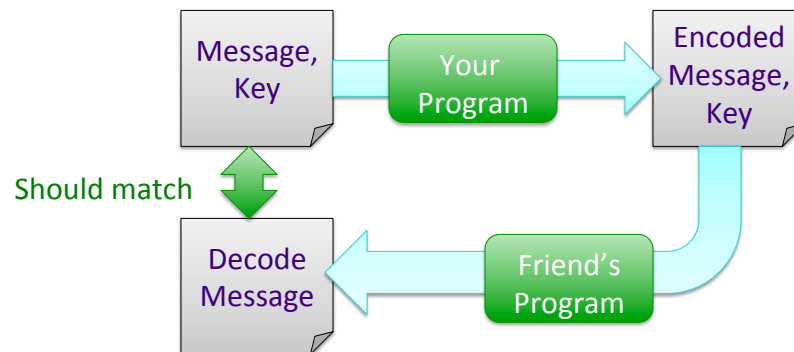 Message,
Key
Your
Program
Encoded
Message,
Key
Should match
Decode
Message
Friend's
Program